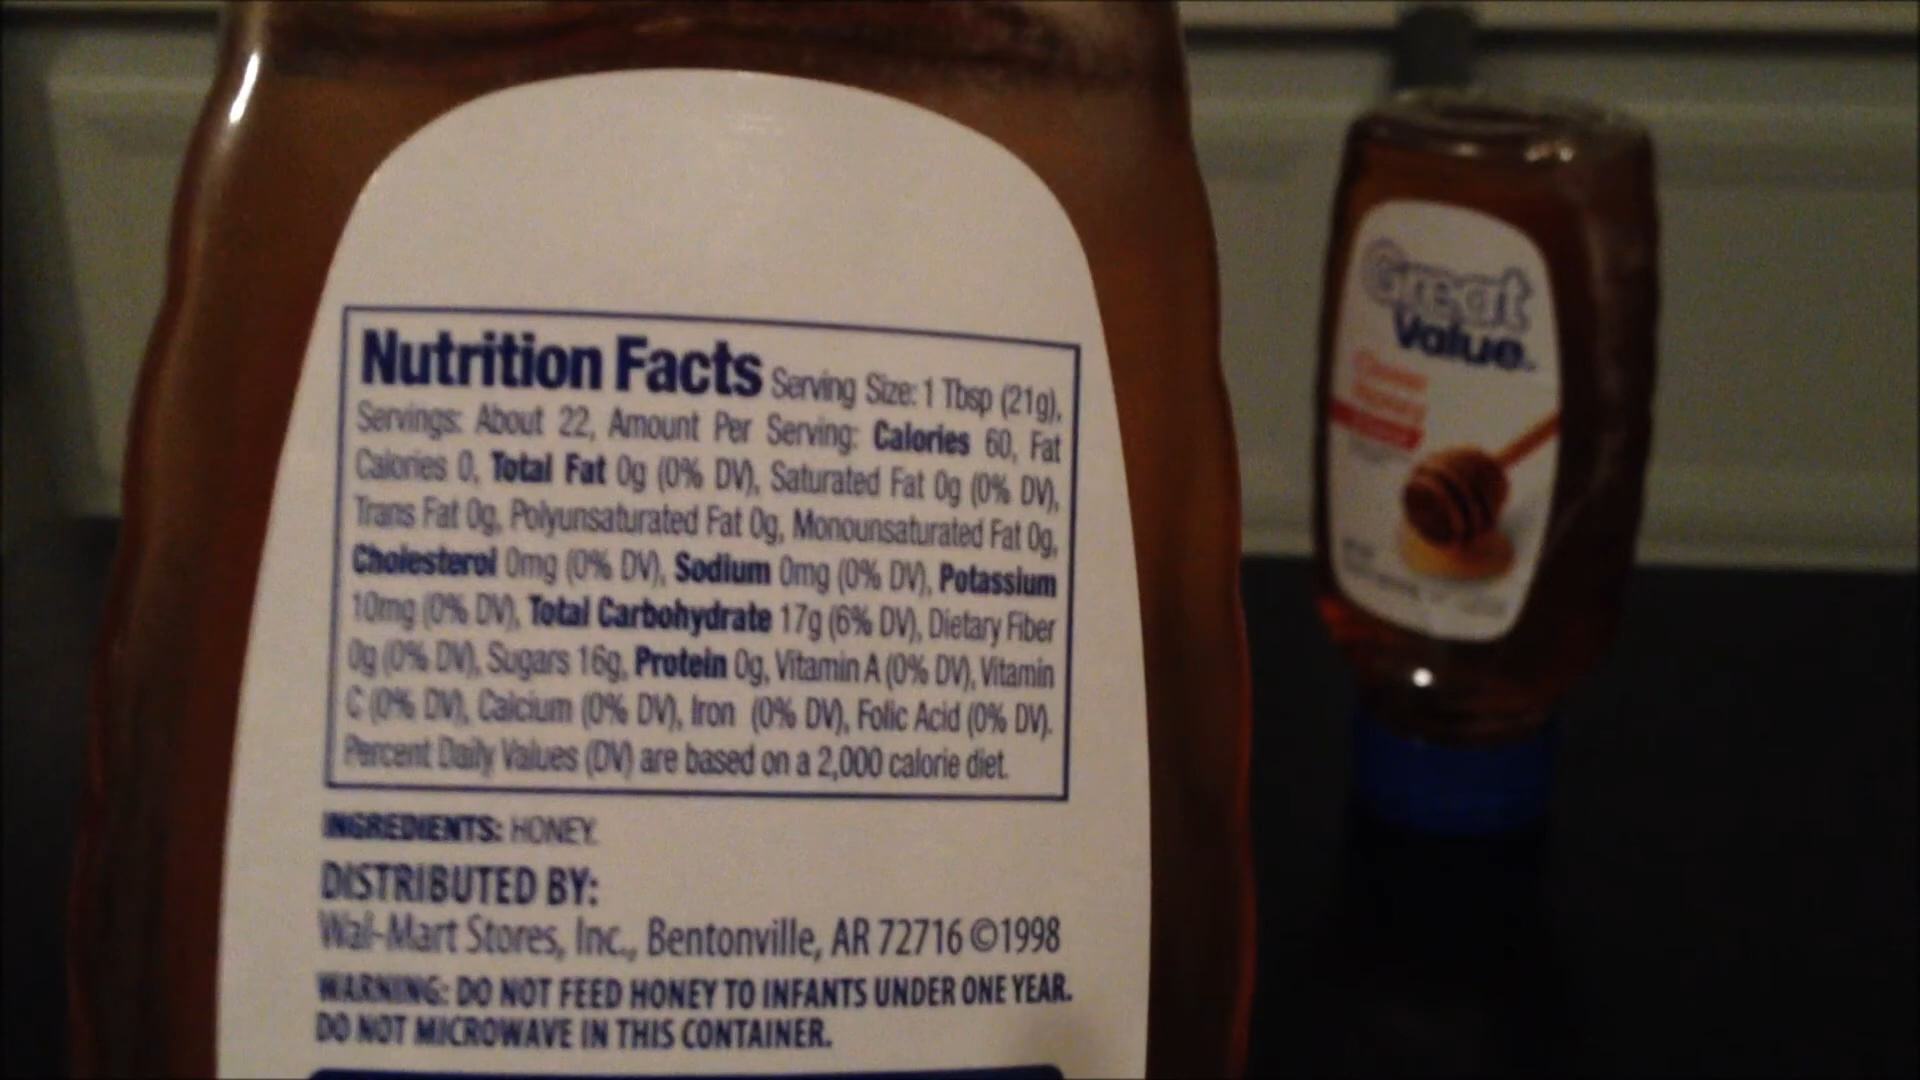 Nutrition Facts Serving Size: 1 Tbsp (21g),
Servings: About 22, Amount Per Serving: Calories 60, Fat
Calories 0, Total Fat 0g (0% DV), Saturated Fat 0g (0% DV),
Trans Fat 0g, Polyunsaturated Fat 0g, Monounsaturated Fat 0g,
Cholesterol 0mg (0% DV), Sodium 0mg (0% DV), Potassium
10mg (0% DV), Total Carbohydrate 17g (6% DV), Dietary Fiber
0g (0% DV), Sugars 16g, Protein 0g, Vitamin A (0% DV), Vitamin
C (0% DV), Calcium (0% DV), Iron (0% DV), Folic Acid (0% DV).
Percent Daily Values (DV) are based on a 2,000 calorie diet.
INGREDIENTS: HONEY.
DISTRIBUTED BY:
Wal-Mart Stores, Inc., Bentonville, AR 72716 ©1998
WARNING: DO NOT FEED HONEY TO INFANTS UNDER ONE YEAR.
DO NOT MICROWAVE IN THIS CONTAINER.
Great
Value.
Honey